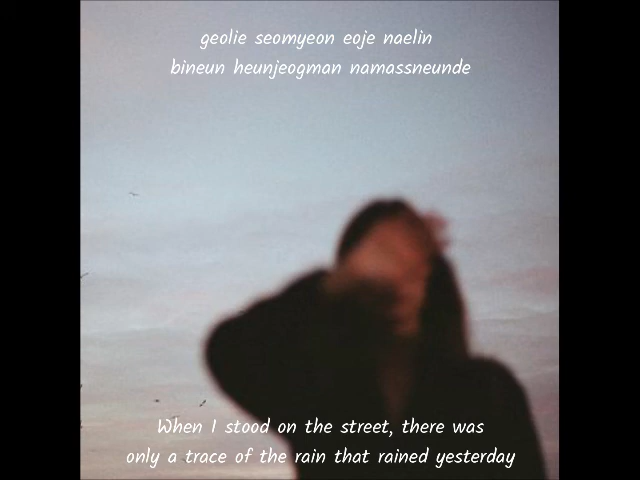 geolie seomyeon eoje naelin
bineun heunjeogman namassneunde
When I stood on the street, there was
only a trace of the rain that rained yesterday